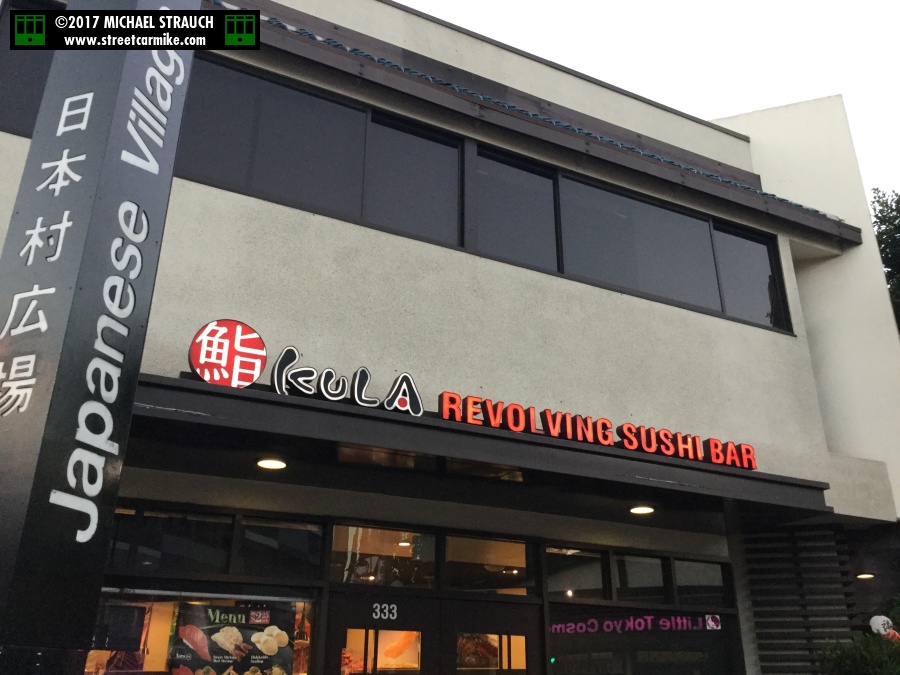 ©2017 MICHAEL STRAUCH
www.streetcarmike.com
日本村広場
Japanese Village
鮨 KULA REVOLVING SUSHI BAR
333
Menu
Little Tokyo Cosm